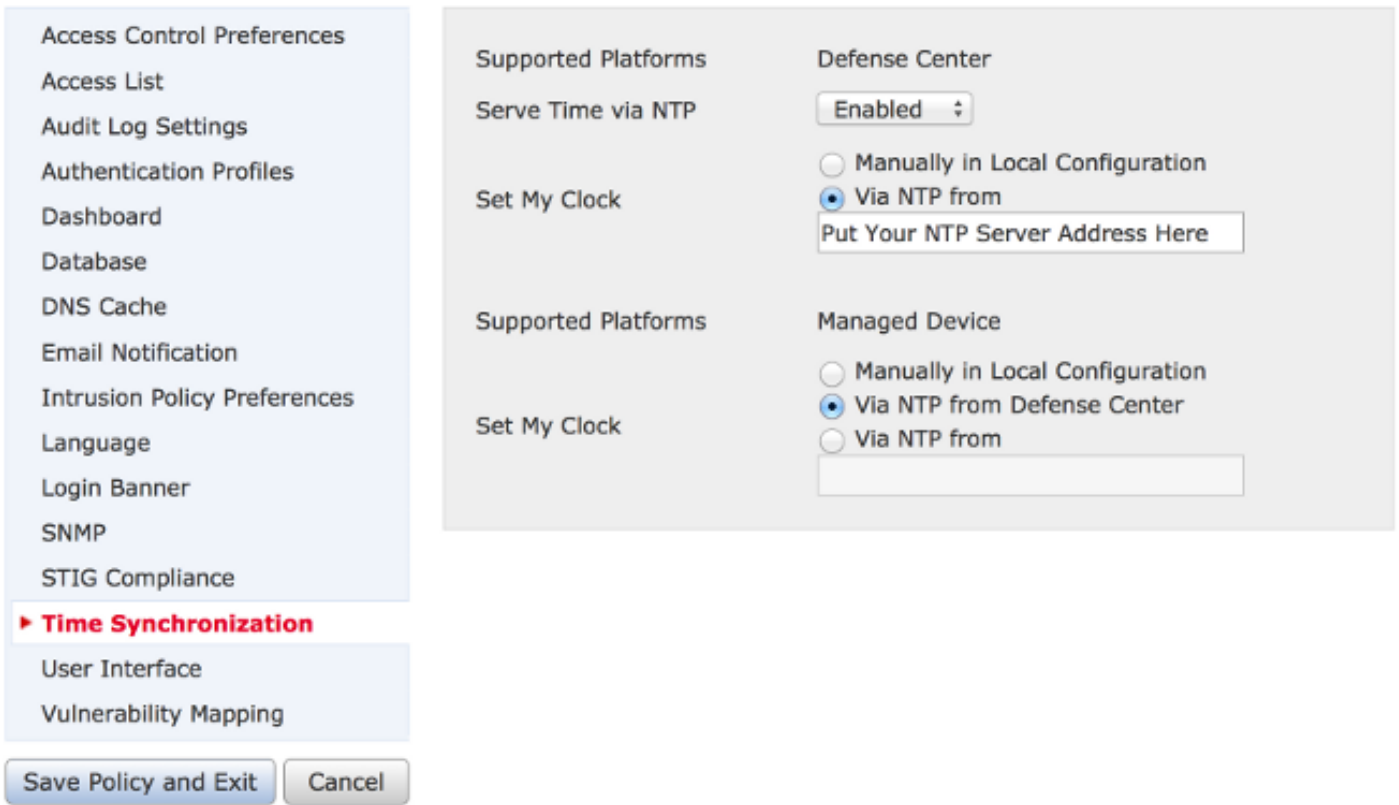 Access Control Preferences
Access List
Audit Log Settings
Authentication Profiles
Dashboard
Database
DNS Cache
Email Notification
Intrusion Policy Preferences
Language
Login Banner
SNMP
STIG Compliance
Time Synchronization
User Interface
Vulnerability Mapping
Save Policy and Exit
Cancel
Supported Platforms Defense Center
Serve Time via NTP Enabled
Manually in Local Configuration
Set My Clock Via NTP from
Put Your NTP Server Address Here
Supported Platforms Managed Device
Manually in Local Configuration
Set My Clock Via NTP from Defense Center
Via NTP from